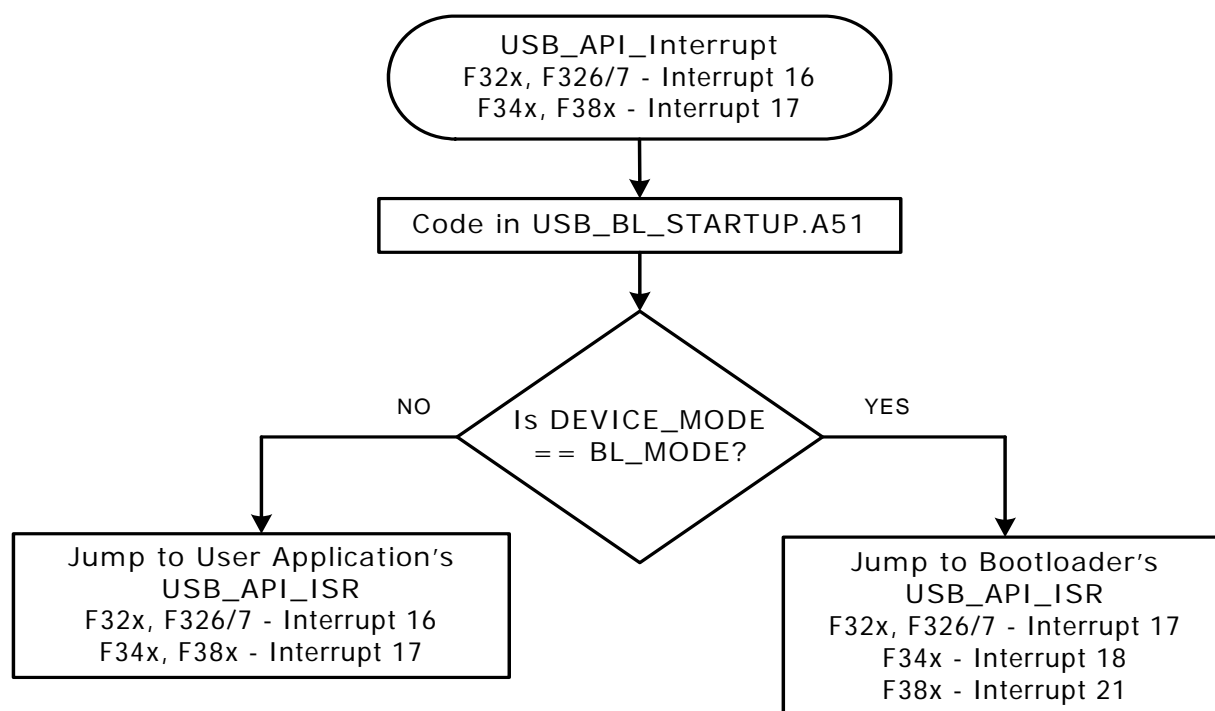 USB_API_Interrupt
F32x, F326/7 - Interrupt 16
F34x, F38x - Interrupt 17
Code in USB_BL_STARTUP.A51
NO
YES
Is DEVICE_MODE
== BL_MODE?
Jump to User Application's
USB_API_ISR
F32x, F326/7 - Interrupt 16
F34x, F38x - Interrupt 17
Jump to Bootloader's
USB_API_ISR
F32x, F326/7 - Interrupt 17
F34x - Interrupt 18
F38x - Interrupt 21